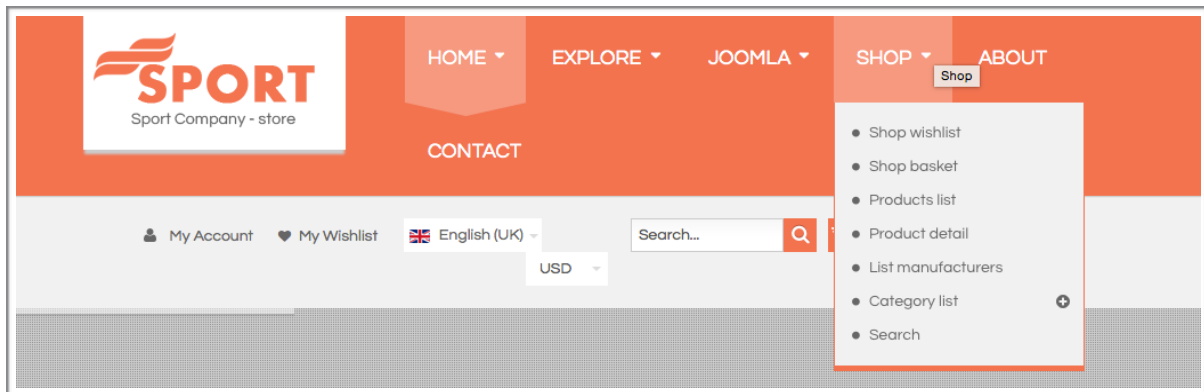 SPORT
Sport Company - store
HOME EXPLORE JOOMLA SHOP ABOUT
Shop
CONTACT
Shop wishlist
Shop basket
Products list
Product detail
List manufacturers
Category list
Search
My Account My Wishlist English (UK) Search...
USD